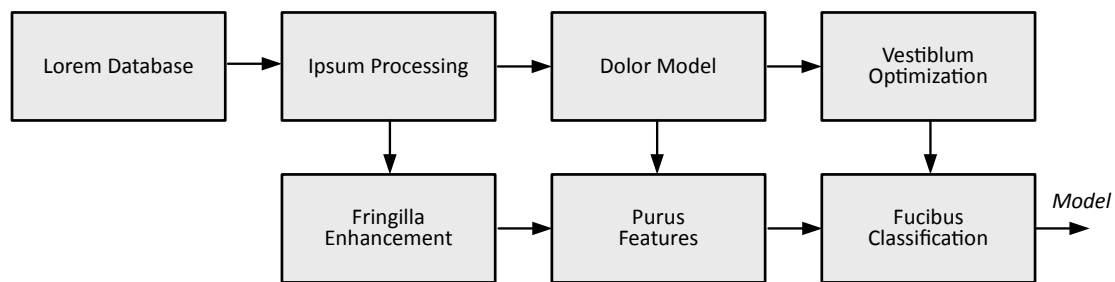 Lorem Database
Ipsum Processing
Dolor Model
Vestiblum
Optimization
Fringilla
Enhancement
Purus
Features
Fucibus
Classification
Model